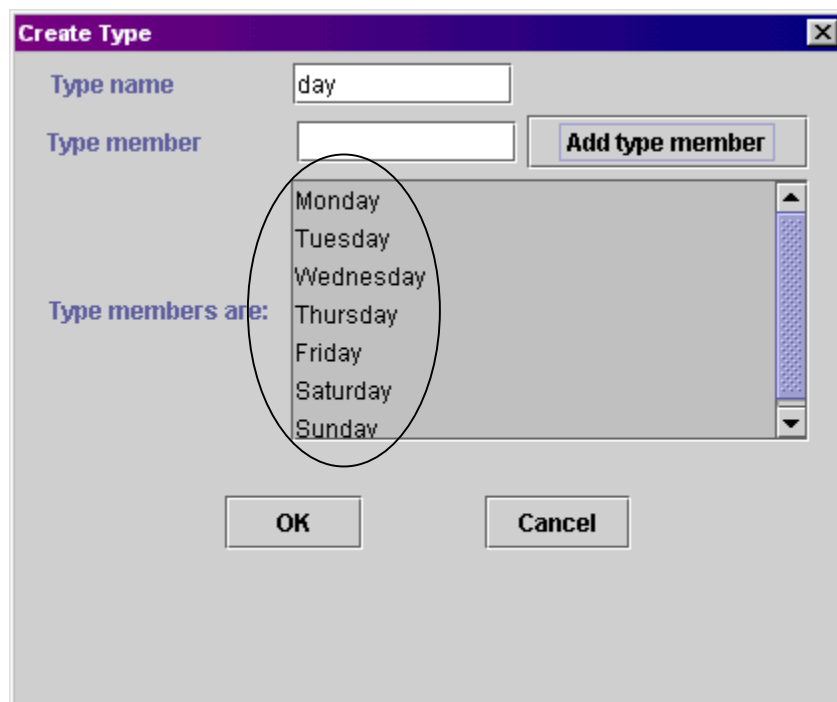 Create Type
Type name day
Type member Add type member
Type members are:
Monday
Tuesday
Wednesday
Thursday
Friday
Saturday
Sunday
OK Cancel